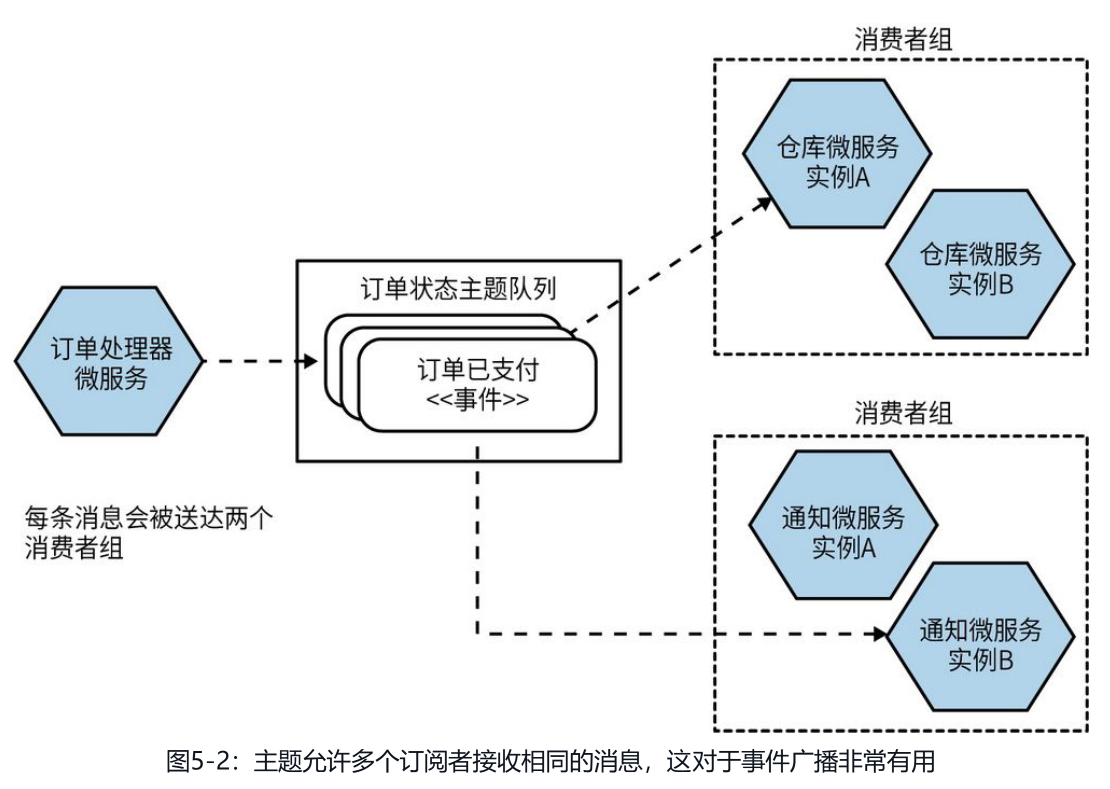 消费者组
仓库微服务
实例A
仓库微服务
实例B
订单状态主题队列
订单已支付
<<事件>>
订单处理器
微服务
每条消息会被送达两个
消费者组
消费者组
通知微服务
实例A
通知微服务
实例B
图5-2：主题允许多个订阅者接收相同的消息，这对于事件广播非常有用